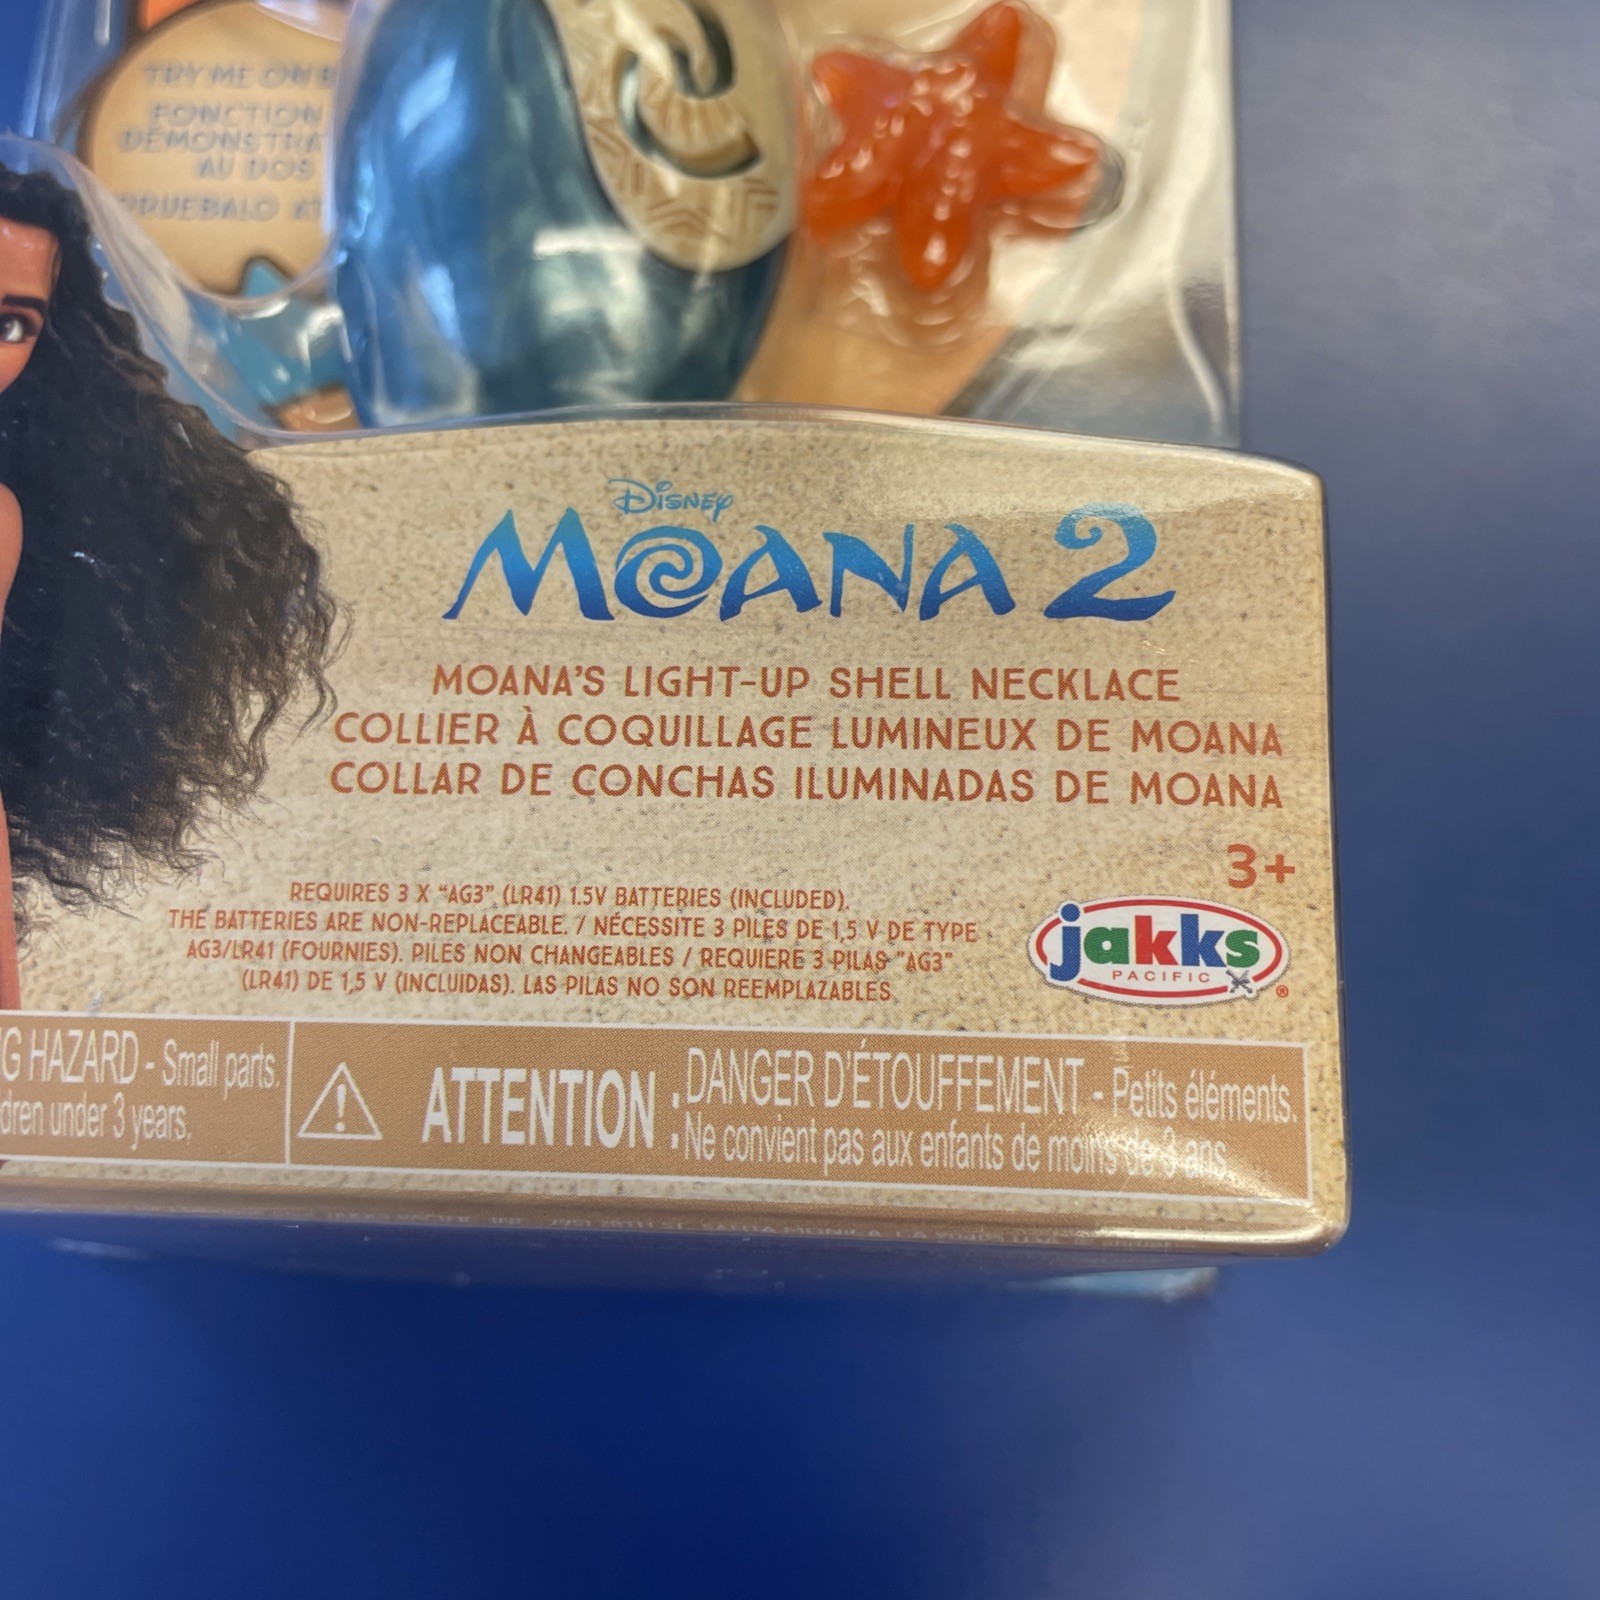 TRY ME ON
FONCTION
AU DOS
DISNEY
MOANA 2
MOANA'S LIGHT-UP SHELL NECKLACE
COLLIER À COQUILLAGE LUMINEUX DE MOANA
COLLAR DE CONCHAS ILUMINADAS DE MOANA
3+
REQUIRES 3 X "AG3" (LR41) 1.5V BATTERIES (INCLUDED).
THE BATTERIES ARE NON-REPLACEABLE. / NÉCESSITE 3 PILES DE 1,5 V DE TYPE
AG3/LR41 (FOURNIES). PILES NON CHANGEABLES / REQUIERE 3 PILAS "AG3"
(LR41) DE 1,5 V (INCLUIDAS). LAS PILAS NO SON REEMPLAZABLES
jakks
PACIFIC
®
HAZARD - Small parts.
under 3 years.
ATTENTION :
DANGER D'ÉTOUFFEMENT - Petits éléments.
Ne convient pas aux enfants de moins de 3 ans.